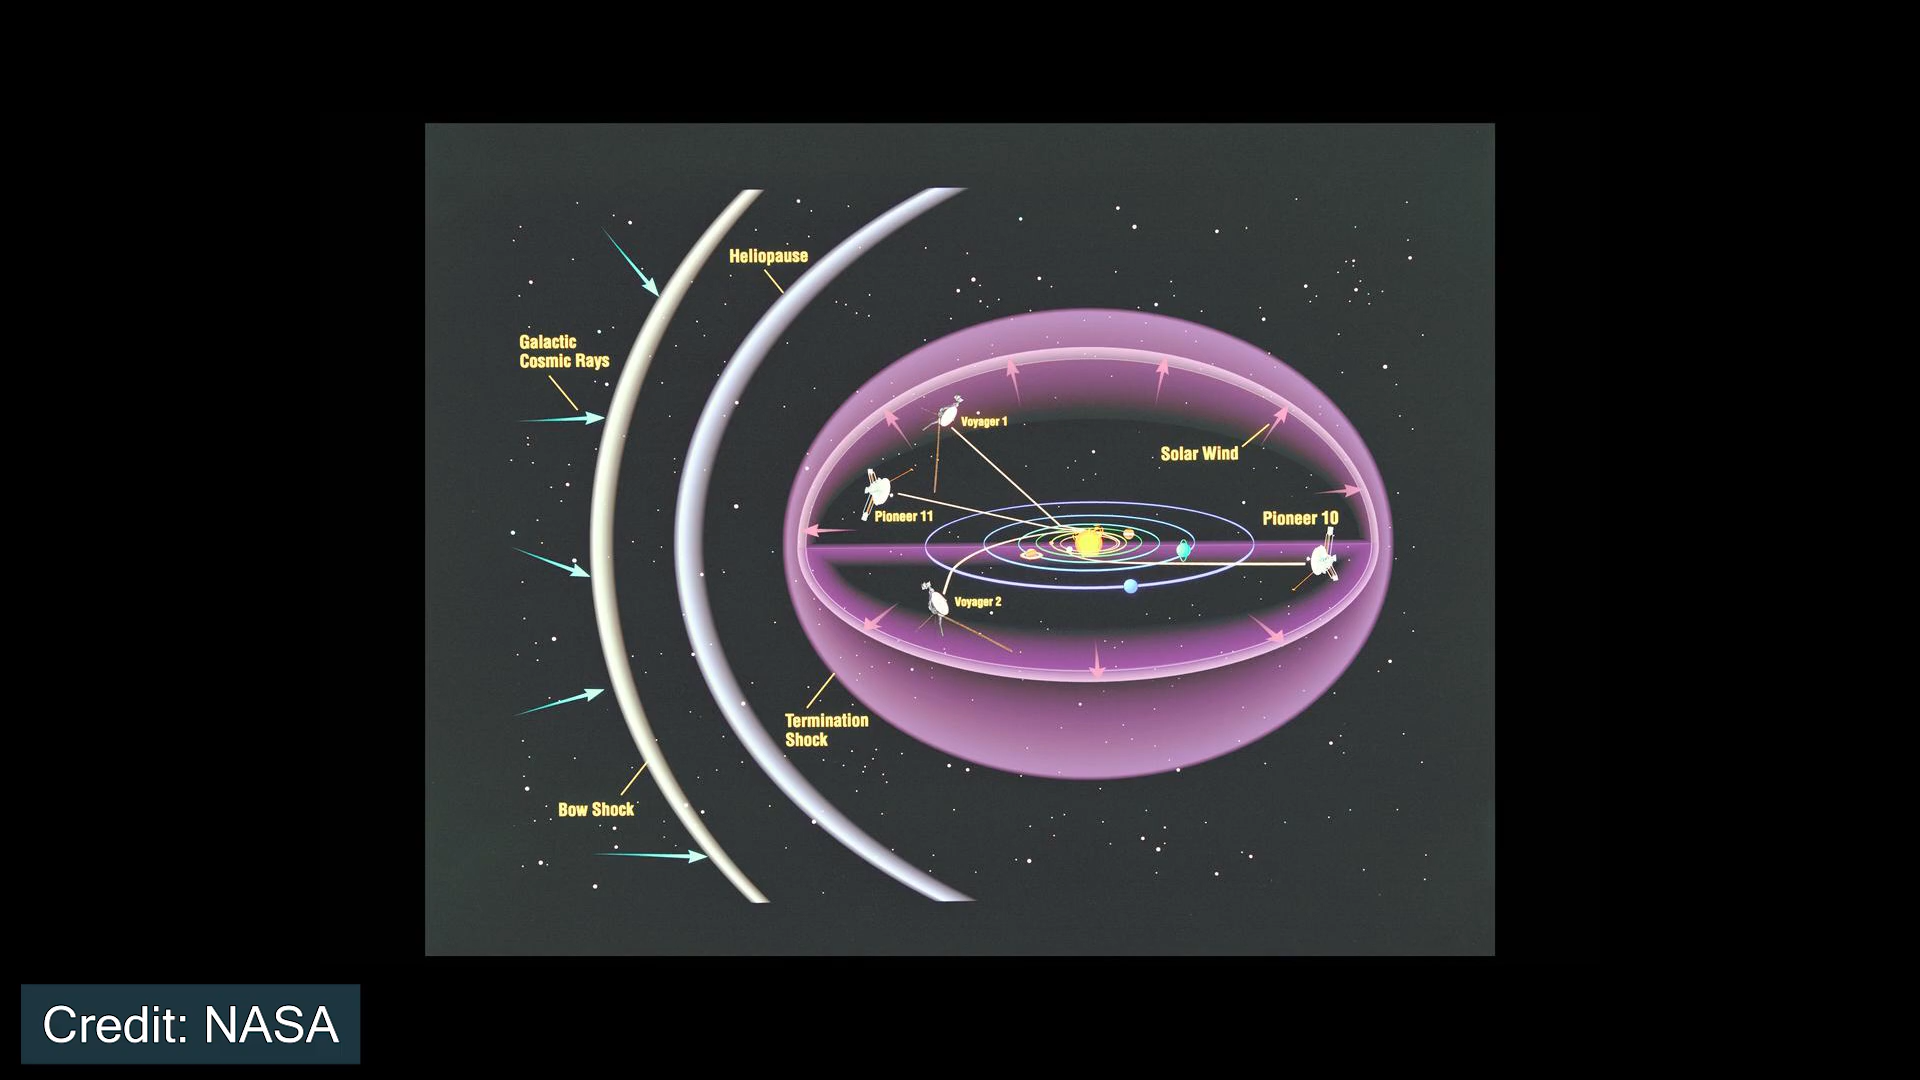 Heliopause
Galactic
Cosmic Rays
Voyager 1
Solar Wind
Pioneer 11
Pioneer 10
Voyager 2
Termination
Shock
Bow Shock
Credit: NASA